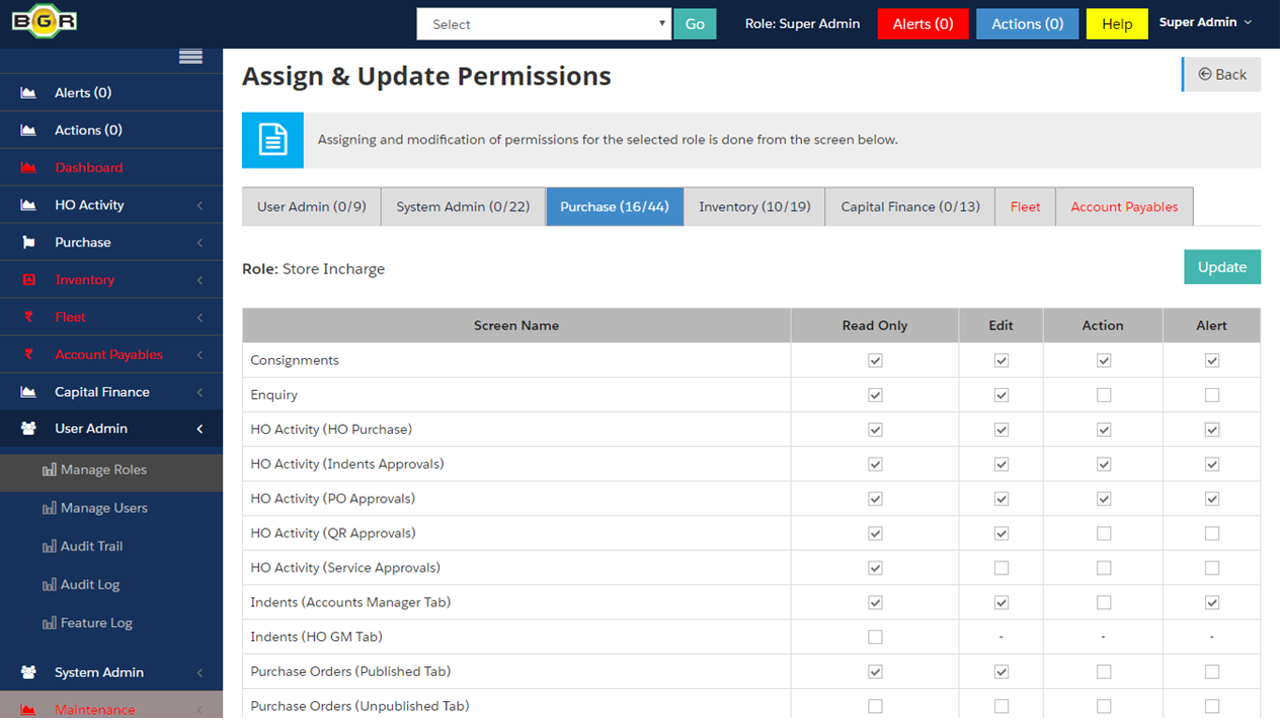 BGR
Select
Go
Role: Super Admin
Alerts (0)
Actions (0)
Help
Super Admin
Alerts (0)
Actions (0)
Dashboard
HO Activity
Purchase
Inventory
Fleet
Account Payables
Capital Finance
User Admin
Manage Roles
Manage Users
Audit Trail
Audit Log
Feature Log
System Admin
Maintenance
Assign & Update Permissions
Back
Assigning and modification of permissions for the selected role is done from the screen below.
User Admin (0/9) System Admin (0/22) Purchase (16/44) Inventory (10/19) Capital Finance (0/13) Fleet Account Payables
Role: Store Incharge
Update
Screen Name Read Only Edit Action Alert
Consignments
Enquiry
HO Activity (HO Purchase)
HO Activity (Indents Approvals)
HO Activity (PO Approvals)
HO Activity (QR Approvals)
HO Activity (Service Approvals)
Indents (Accounts Manager Tab)
Indents (HO GM Tab) - - -
Purchase Orders (Published Tab)
Purchase Orders (Unpublished Tab)